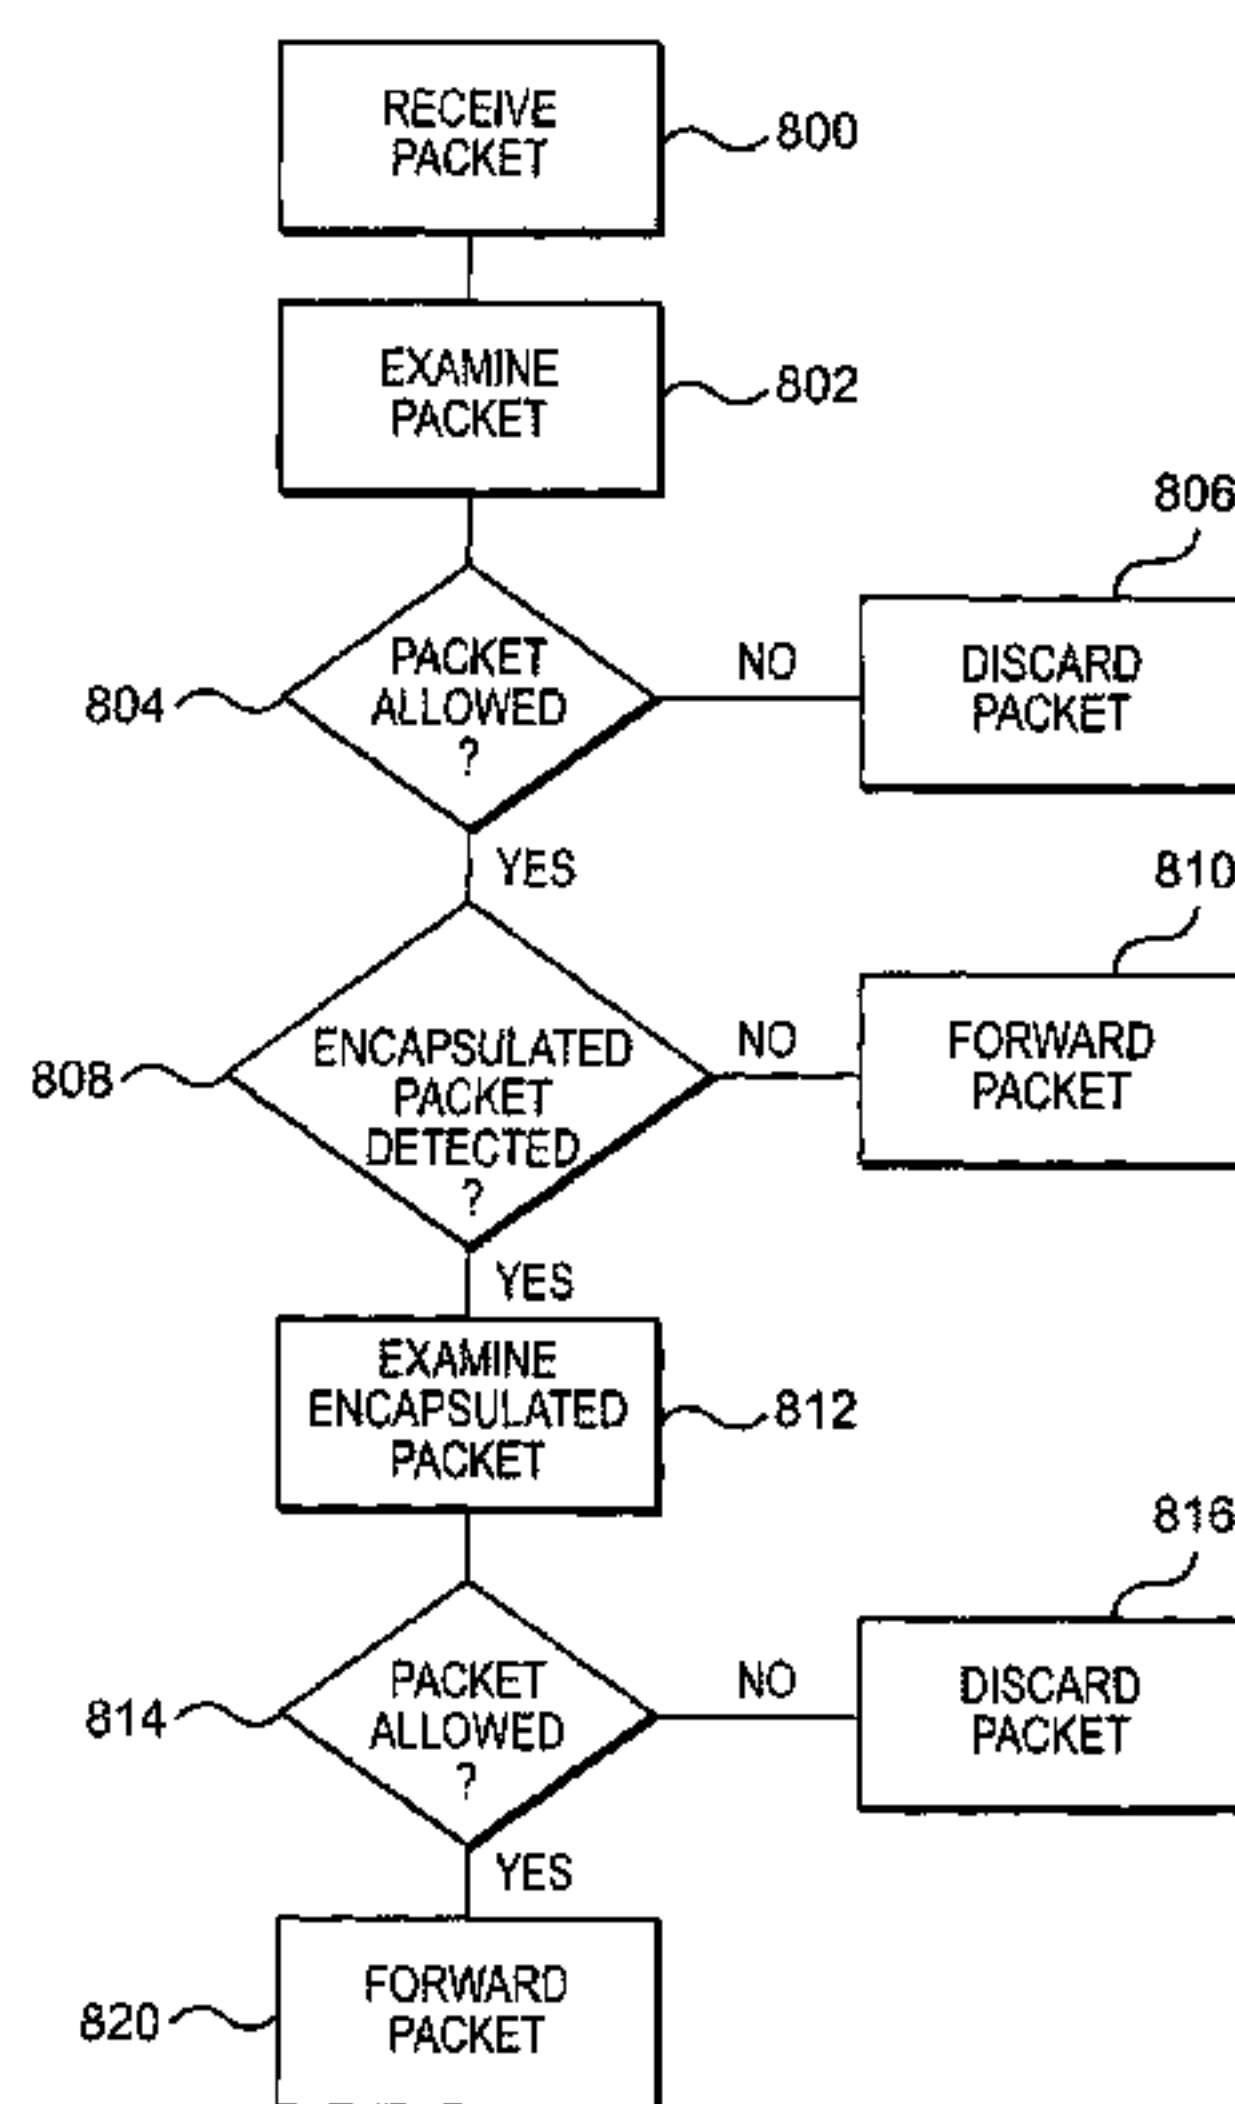 RECEIVE
PACKET
800
EXAMINE
PACKET
802
806
804
PACKET
ALLOWED
?
NO
DISCARD
PACKET
YES
810
808
ENCAPSULATED
PACKET
DETECTED
?
NO
FORWARD
PACKET
YES
EXAMINE
ENCAPSULATED
PACKET
812
816
814
PACKET
ALLOWED
?
NO
DISCARD
PACKET
YES
820
FORWARD
PACKET